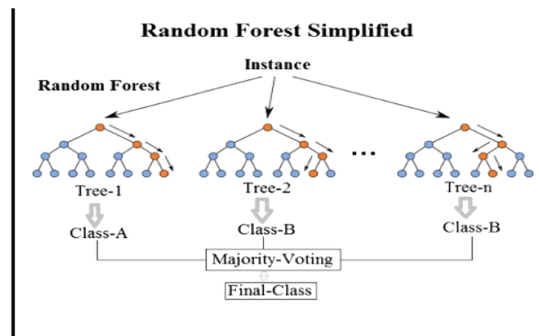 Random Forest Simplified
Instance
Random Forest
...
Tree-1
Tree-2
Tree-n
Class-A
Class-B
Class-B
Majority-Voting
Final-Class